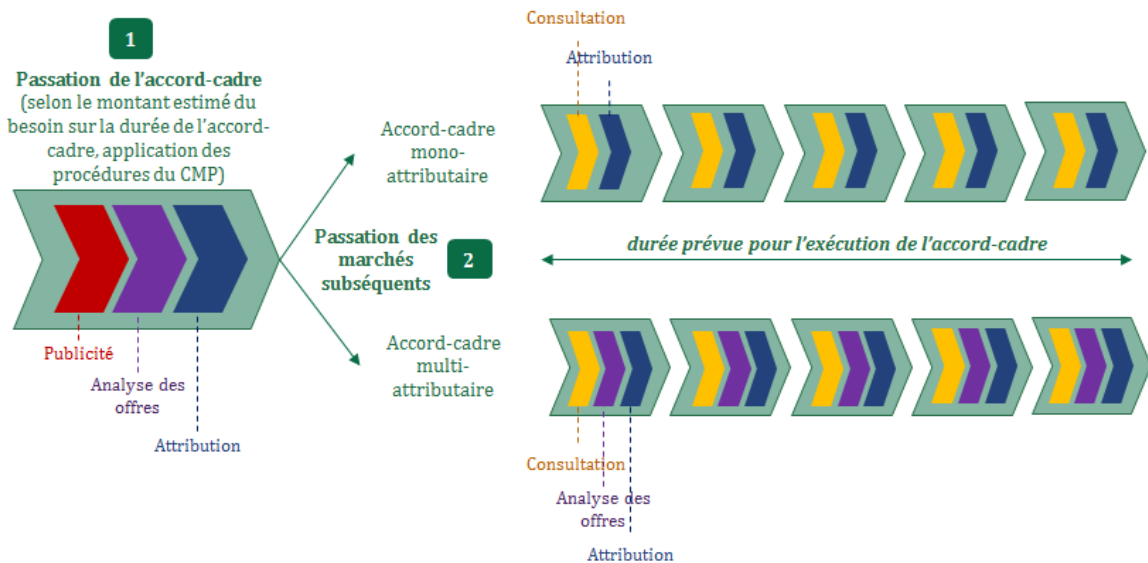 1
Passation de l'accord-cadre
(selon le montant estimé du
besoin sur la durée de l'accord-
cadre, application des
procédures du CMP)
Publicité
Analyse des
offres
Attribution
Accord-cadre
mono-
attributaire
Passation des
marchés
subséquents
2
Accord-cadre
multi-
attributaire
Consultation
Attribution
durée prévue pour l'exécution de l'accord-cadre
Consultation
Analyse des
offres
Attribution